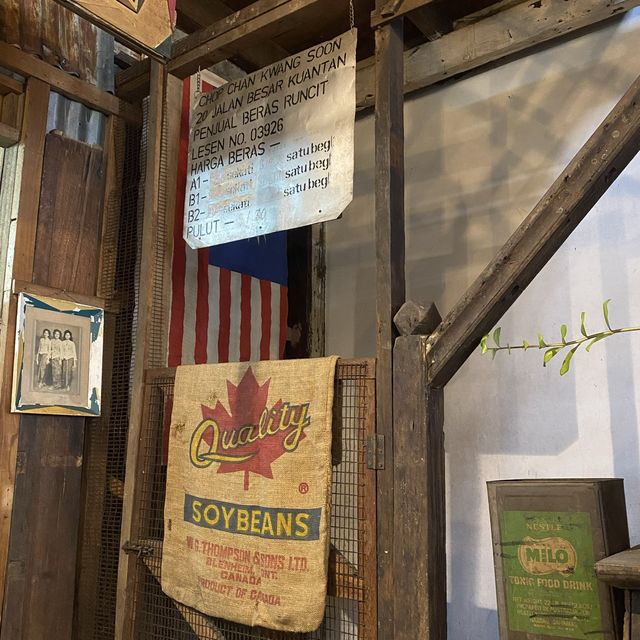 CHOP CHAN KWANG SOON
20 JALAN BESAR KUANTAN
PENJUAL BERAS RUNCIT
LESEN NO. 03926
HARGA BERAS —
A1- satu beg
B1- satu beg
B2- satu beg
PULUT —
Quality
®
SOYBEANS
W.G. THOMPSON & SONS LTD.
BLENHEIM, ONT.
CANADA
PRODUCT OF CANADA
NESTLÉ'S
MILO
TONIC FOOD DRINK